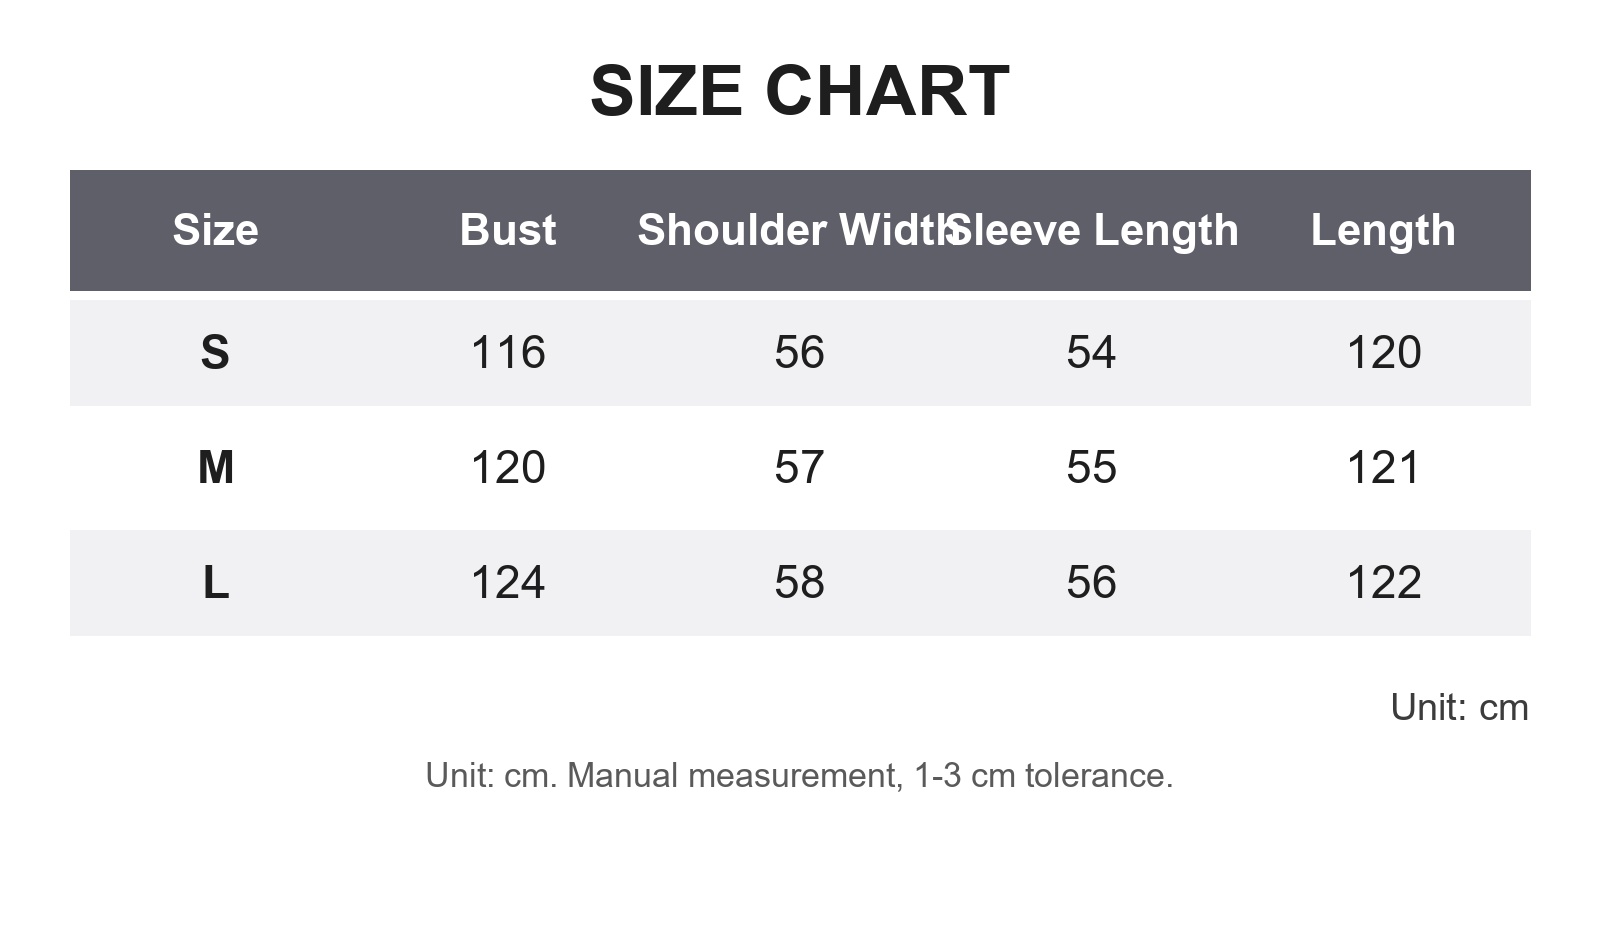 SIZE CHART
Size Bust Shoulder Width Sleeve Length Length
S 116 56 54 120
M 120 57 55 121
L 124 58 56 122
Unit: cm
Unit: cm. Manual measurement, 1-3 cm tolerance.